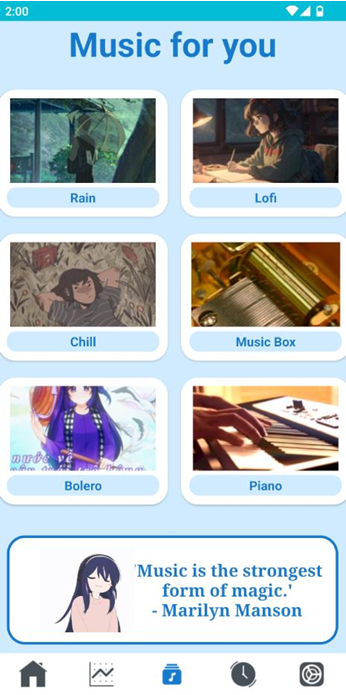 2:00
Music for you
Rain
Lofi
Chill
Music Box
nước về
Bolero
Piano
'Music is the strongest
form of magic.'
- Marilyn Manson